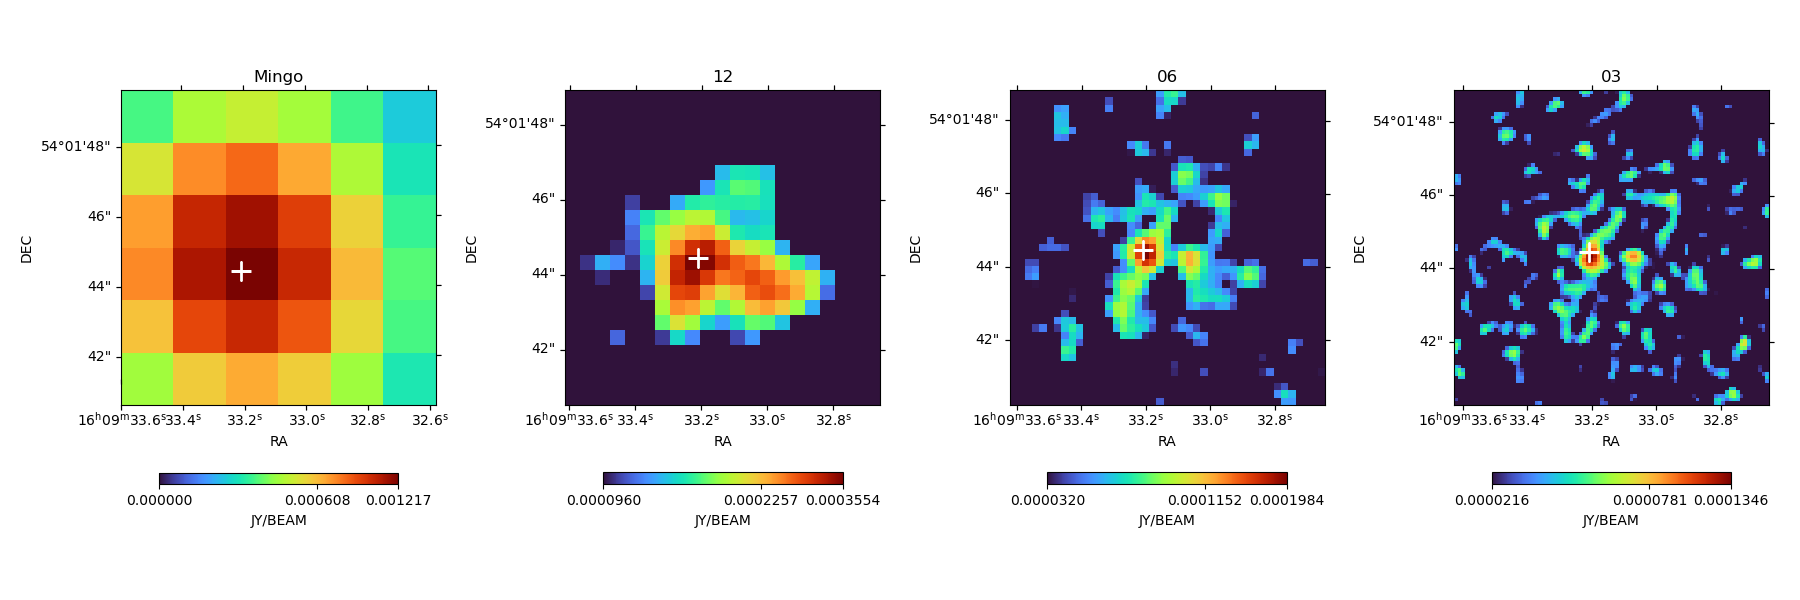 Mingo
DEC
54°01'48"
46"
44"
42"
16ʰ09ᵐ33.6ˢ 33.4ˢ 33.2ˢ 33.0ˢ 32.8ˢ 32.6ˢ
RA
0.0000000 0.000608 0.001217
JY/BEAM
12
DEC
54°01'48"
46"
44"
42"
16ʰ09ᵐ33.6ˢ 33.4ˢ 33.2ˢ 33.0ˢ 32.8ˢ
RA
0.0000960 0.0002257 0.0003554
JY/BEAM
06
DEC
54°01'48"
46"
44"
42"
16ʰ09ᵐ33.6ˢ 33.4ˢ 33.2ˢ 33.0ˢ 32.8ˢ
RA
0.0000320 0.0001152 0.0001984
JY/BEAM
03
DEC
54°01'48"
46"
44"
42"
16ʰ09ᵐ33.6ˢ 33.4ˢ 33.2ˢ 33.0ˢ 32.8ˢ
RA
0.0000216 0.0000781 0.0001346
JY/BEAM